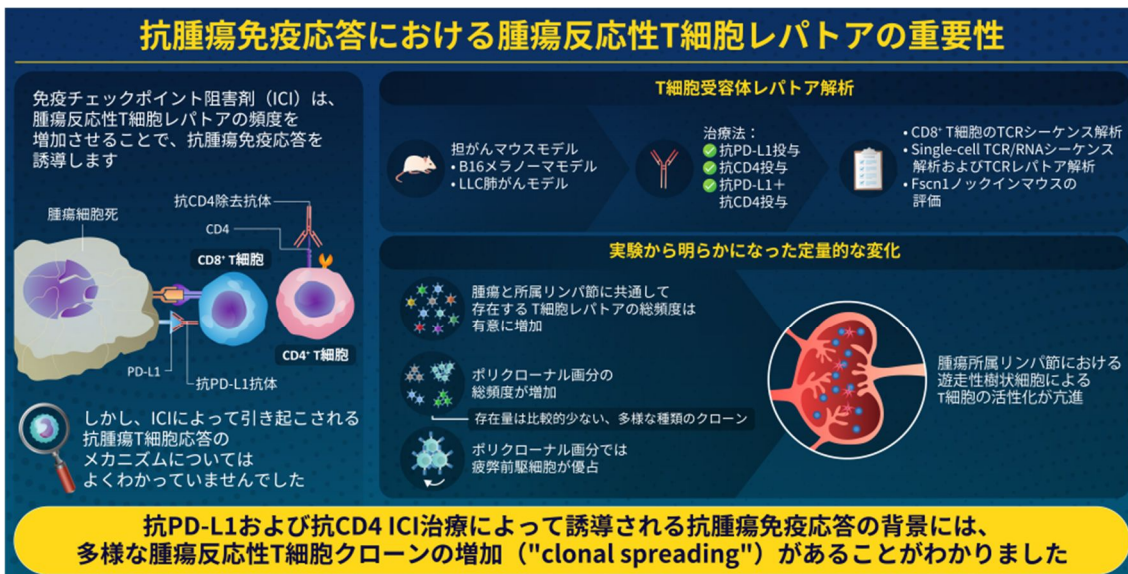 抗腫瘍免疫応答における腫瘍反応性T細胞レパトアの重要性
免疫チェックポイント阻害剤（ICI）は、
腫瘍反応性T細胞レパトアの頻度を
増加させることで、抗腫瘍免疫応答を
誘導します
抗CD4除去抗体
腫瘍細胞死
CD4
CD8⁺ T細胞
CD4⁺ T細胞
PD-L1
抗PD-L1抗体
しかし、ICIによって引き起こされる
抗腫瘍T細胞応答の
メカニズムについては
よくわかっていませんでした
T細胞受容体レパトア解析
担がんマウスモデル
• B16メラノーマモデル
• LLC肺がんモデル
治療法：
抗PD-L1投与
抗CD4投与
抗PD-L1＋
抗CD4投与
• CD8⁺ T細胞のTCRシーケンス解析
• Single-cell TCR/RNAシーケンス
解析およびTCRレパトア解析
• Fscn1ノックインマウスの
評価
実験から明らかになった定量的な変化
腫瘍と所属リンパ節に共通して
存在する T細胞レパトアの総頻度は
有意に増加
ポリクローナル画分の
総頻度が増加
存在量は比較的少ない、多様な種類のクローン
ポリクローナル画分では
疲弊前駆細胞が優占
腫瘍所属リンパ節における
遊走性樹状細胞による
T細胞の活性化が亢進
抗PD-L1および抗CD4 ICI治療によって誘導される抗腫瘍免疫応答の背景には、
多様な腫瘍反応性T細胞クローンの増加（"clonal spreading"）があることがわかりました